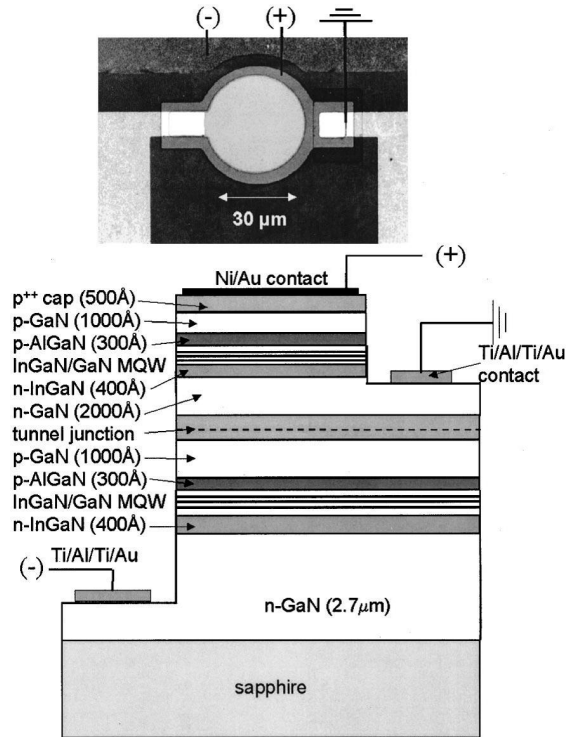 (-) (+)
30 μm
(+)
Ni/Au contact
p++ cap (500Å)
p-GaN (1000Å)
p-AlGaN (300Å)
InGaN/GaN MQW
n-InGaN (400Å)
n-GaN (2000Å)
tunnel junction
p-GaN (1000Å)
p-AlGaN (300Å)
InGaN/GaN MQW
n-InGaN (400Å)
Ti/Al/Ti/Au
contact
(-) Ti/Al/Ti/Au
n-GaN (2.7μm)
sapphire